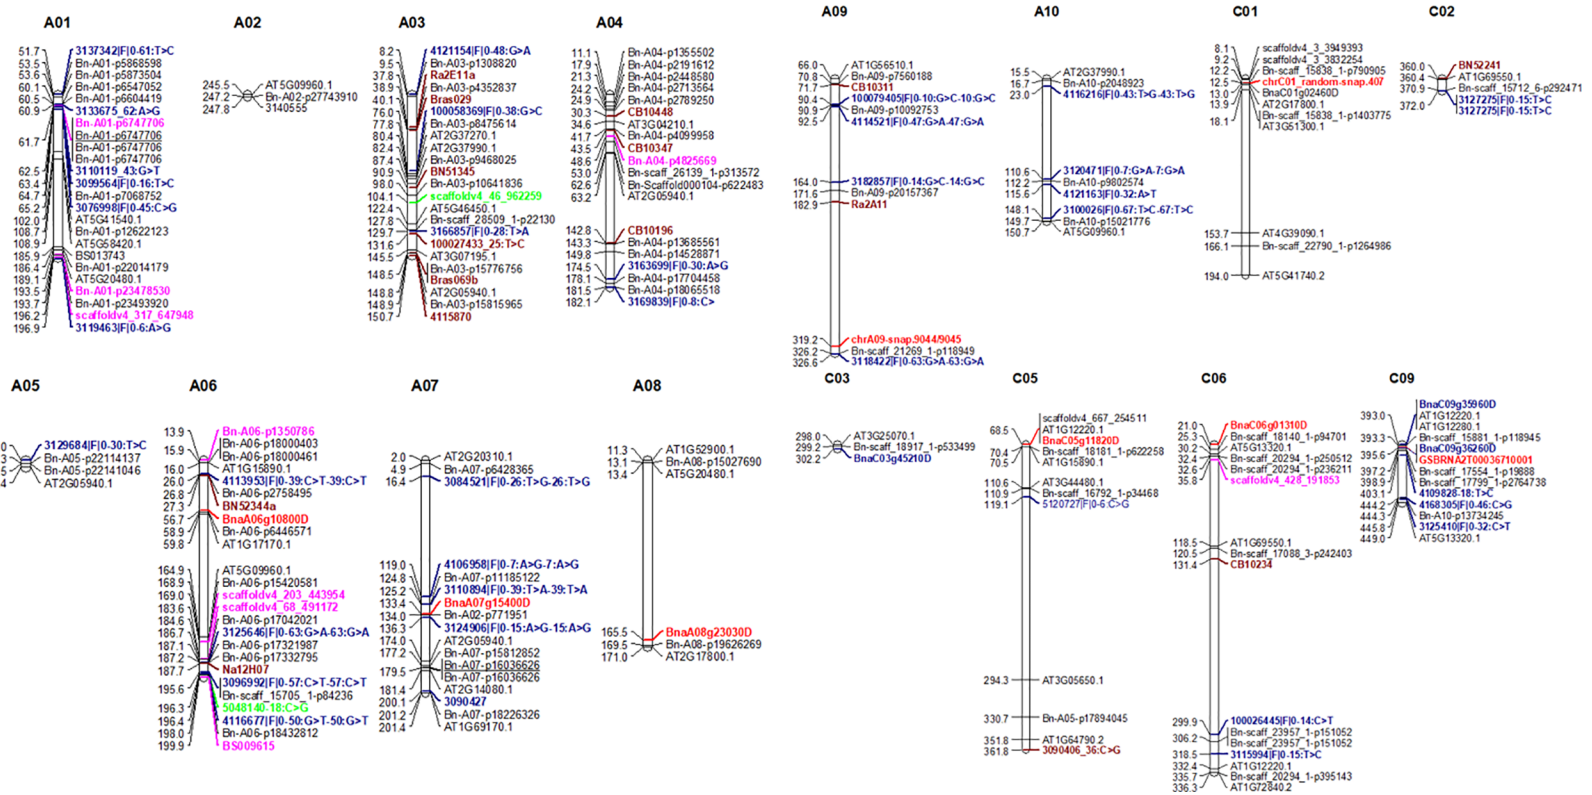 A01
51.7 3137342|F|0-61:T>C
53.5 Bn-A01-p5868598
53.6 Bn-A01-p5873504
60.1 Bn-A01-p6547252
60.5 Bn-A01-p6604419
60.9 3133675_62:A>G
Bn-A01-p6747706
Bn-A01-p6747706
61.7 Bn-A01-p6747706
Bn-A01-p6747706
62.5 3110119_43:G>T
63.4 3099564|F|0-16:T>C
64.7 Bn-A01-p7068752
65.2 3076998|F|0-45:C>G
102.0 AT5G41540.1
108.7 Bn-A01-p12622123
108.9 AT5G58420.1
185.9 BS013743
186.4 Bn-A01-p22014179
189.1 AT5G20480.1
193.5 Bn-A01-p23478530
193.7 Bn-A01-p23493920
196.2 scaffoldv4_317_647948
196.9 3119463|F|0-6:A>G
A02
245.5 AT5G09960.1
247.2 Bn-A02-p27743910
247.8 3140555
A03
8.2 4121154|F|0-48:G>A
9.5 Bn-A03-p1308820
37.8 Ra2E11a
38.9 Bn-A03-p4352837
40.1 Bras029
76.0 100058369|F|0-38:G>C
77.8 Bn-A03-p8475614
80.4 AT2G37270.1
82.4 AT2G37990.1
87.4 Bn-A03-p9468025
90.9 BN51345
98.0 Bn-A03-p10641836
104.1 scaffoldv4_46_962259
122.4 AT5G46450.1
127.8 Bn-scaff_28509_1-p22130
129.7 3166857|F|0-28:T>A
131.6 100027433_25:T>C
145.5 AT3G07195.1
148.5 Bn-A03-p15776756
Bras069b
148.8 AT2G05940.1
148.9 Bn-A03-p15815965
150.7 4115870
A04
11.1 Bn-A04-p1355502
17.9 Bn-A04-p2191612
21.3 Bn-A04-p2448580
24.2 Bn-A04-p2713564
24.9 Bn-A04-p2789250
30.3 CB10448
34.6 AT3G04210.1
41.7 Bn-A04-p4099958
43.5 CB10347
48.6 Bn-A04-p4825669
53.0 Bn-scaff_26139_1-p313572
62.6 Bn-Scaffold000104-p622483
63.2 AT2G05940.1
142.8 CB10196
143.3 Bn-A04-p13685561
149.8 Bn-A04-p14528871
174.5 3163699|F|0-30:A>G
178.1 Bn-A04-p17704458
181.5 Bn-A04-p18065518
182.1 3169839|F|0-8:C>
A09
66.0 AT1G56510.1
70.8 Bn-A09-p7560188
71.7 CB10311
90.4 100079405|F|0-10:G>C-10:G>C
90.9 Bn-A09-p10092753
92.5 4114521|F|0-47:G>A-47:G>A
164.0 3182857|F|0-14:G>C-14:G>C
171.6 Bn-A09-p20157367
182.9 Ra2A11
319.2 chrA09-snap.9044/9045
326.2 Bn-scaff_21269_1-p118949
326.6 3118422|F|0-63:G>A-63:G>A
A10
15.5 AT2G37990.1
16.7 Bn-A10-p2048923
23.0 4116216|F|0-43:T>G-43:T>G
110.6 3120471|F|0-7:G>A-7:G>A
112.2 Bn-A10-p9802574
115.6 4121163|F|0-32:A>T
148.1 3100026|F|0-67:T>C-67:T>C
149.7 Bn-A10-p15021776
150.7 AT5G09960.1
C01
8.1 scaffoldv4_3_3949393
9.2 scaffoldv4_3_3832254
12.2 Bn-scaff_15838_1-p790905
12.5 chrC01_random-snap.407
13.0 BnaC01g02460D
13.9 AT2G17800.1
18.1 Bn-scaff_15838_1-p1403775
AT3G51300.1
153.7 AT4G39090.1
166.1 Bn-scaff_22790_1-p1264986
194.0 AT5G41740.2
C02
360.0 BN52241
360.4 AT1G69550.1
370.9 Bn-scaff_15712_6-p292471
372.0 3127275|F|0-15:T>C
3127275|F|0-15:T>C
A05
3129684|F|0-30:T>C
Bn-A05-p22114137
Bn-A05-p22141046
AT2G05940.1
A06
13.9 Bn-A06-p1350786
15.9 Bn-A06-p18000403
Bn-A06-p18000461
16.0 AT1G15890.1
26.0 4113953|F|0-39:C>T-39:C>T
26.8 Bn-A06-p2758495
27.3 BN52344a
56.7 BnaA06g10800D
58.9 Bn-A06-p6446571
59.8 AT1G17170.1
164.9 AT5G09960.1
168.9 Bn-A06-p15420581
169.0 scaffoldv4_203_443954
183.6 scaffoldv4_68_491172
184.6 Bn-A06-p17042021
186.7 3125646|F|0-63:G>A-63:G>A
187.1 Bn-A06-p17321987
187.2 Bn-A06-p17332795
187.7 Na12H07
195.6 3096992|F|0-57:C>T-57:C>T
Bn-scaff_15705_1-p84236
196.3 5048140-18:C>G
196.4 4116677|F|0-50:G>T-50:G>T
198.0 Bn-A06-p18432812
199.9 BS009615
A07
2.0 AT2G20310.1
4.9 Bn-A07-p6428365
16.4 3084521|F|0-26:T>G-26:T>G
119.0 4106958|F|0-7:A>G-7:A>G
124.8 Bn-A07-p11185122
125.2 3110894|F|0-39:T>A-39:T>A
133.4 BnaA07g15400D
134.0 Bn-A02-p771951
136.3 3124906|F|0-15:A>G-15:A>G
174.0 AT2G05940.1
177.2 Bn-A07-p15812852
179.5 Bn-A07-p16036626
Bn-A07-p16036626
181.4 AT2G14080.1
200.1 3090427
201.2 Bn-A07-p18226326
201.4 AT1G69170.1
A08
11.3 AT1G52900.1
13.1 Bn-A08-p15027690
13.4 AT5G20480.1
165.5 BnaA08g23030D
169.5 Bn-A08-p19626269
171.0 AT2G17800.1
C03
298.0 AT3G25070.1
299.2 Bn-scaff_18917_1-p533499
302.2 BnaC03g45210D
C05
scaffoldv4_667_254511
68.5 AT1G12220.1
BnaC05g11820D
70.4 Bn-scaff_18181_1-p622258
70.5 AT1G15890.1
110.6 AT3G44480.1
110.9 Bn-scaff_16792_1-p34468
119.1 5120727|F|0-6:C>G
294.3 AT3G05650.1
330.7 Bn-A05-p17894045
351.8 AT1G64790.2
361.8 3090406_36:C>G
C06
21.0 BnaC06g01310D
25.3 Bn-scaff_18140_1-p94701
30.2 AT5G13320.1
32.4 Bn-scaff_20294_1-p250512
32.6 Bn-scaff_20294_1-p236211
35.8 scaffoldv4_428_191853
118.5 AT1G69550.1
120.5 Bn-scaff_17088_3-p242403
131.4 CB10234
299.9 100026445|F|0-14:C>T
306.2 Bn-scaff_23957_1-p151052
Bn-scaff_23957_1-p151052
318.5 3115994|F|0-15:T>C
332.4 AT1G12220.1
335.7 Bn-scaff_20294_1-p395143
336.3 AT1G72840.2
C09
BnaC09g35960D
393.0 AT1G12220.1
AT1G12280.1
393.3 Bn-scaff_15881_1-p118945
BnaC09g36260D
395.6 GSBRNA2T00036710001
397.2 Bn-scaff_17554_1-p19888
398.9 Bn-scaff_17799_1-p2764738
403.1 4109828-18:T>C
444.2 4168305|F|0-46:C>G
444.3 Bn-A10-p13734245
445.8 3125410|F|0-32:C>T
449.0 AT5G13320.1